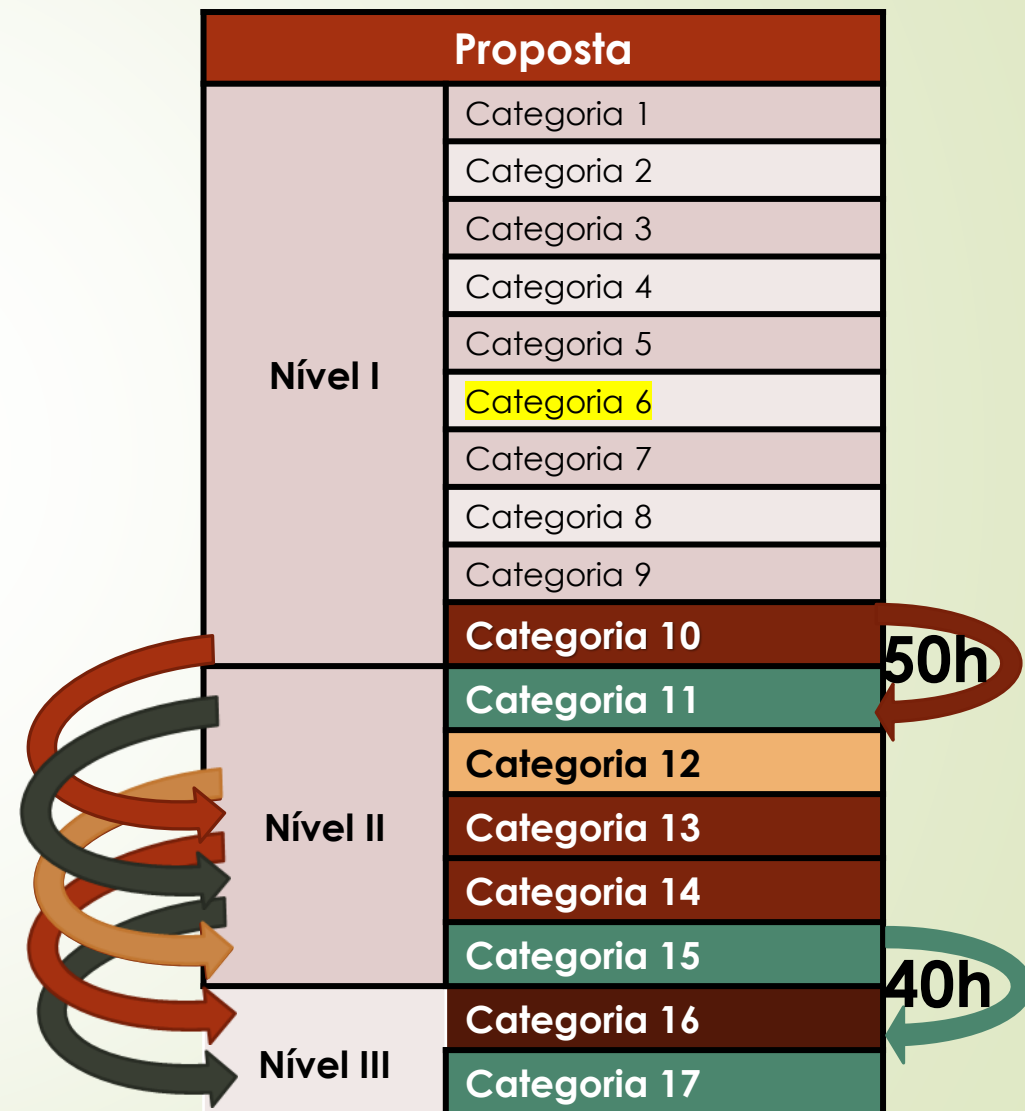 Proposta
Nível I
Categoria 1
Categoria 2
Categoria 3
Categoria 4
Categoria 5
Categoria 6
Categoria 7
Categoria 8
Categoria 9
Categoria 10
50h
Nível II
Categoria 11
Categoria 12
Categoria 13
Categoria 14
Categoria 15
40h
Nível III
Categoria 16
Categoria 17